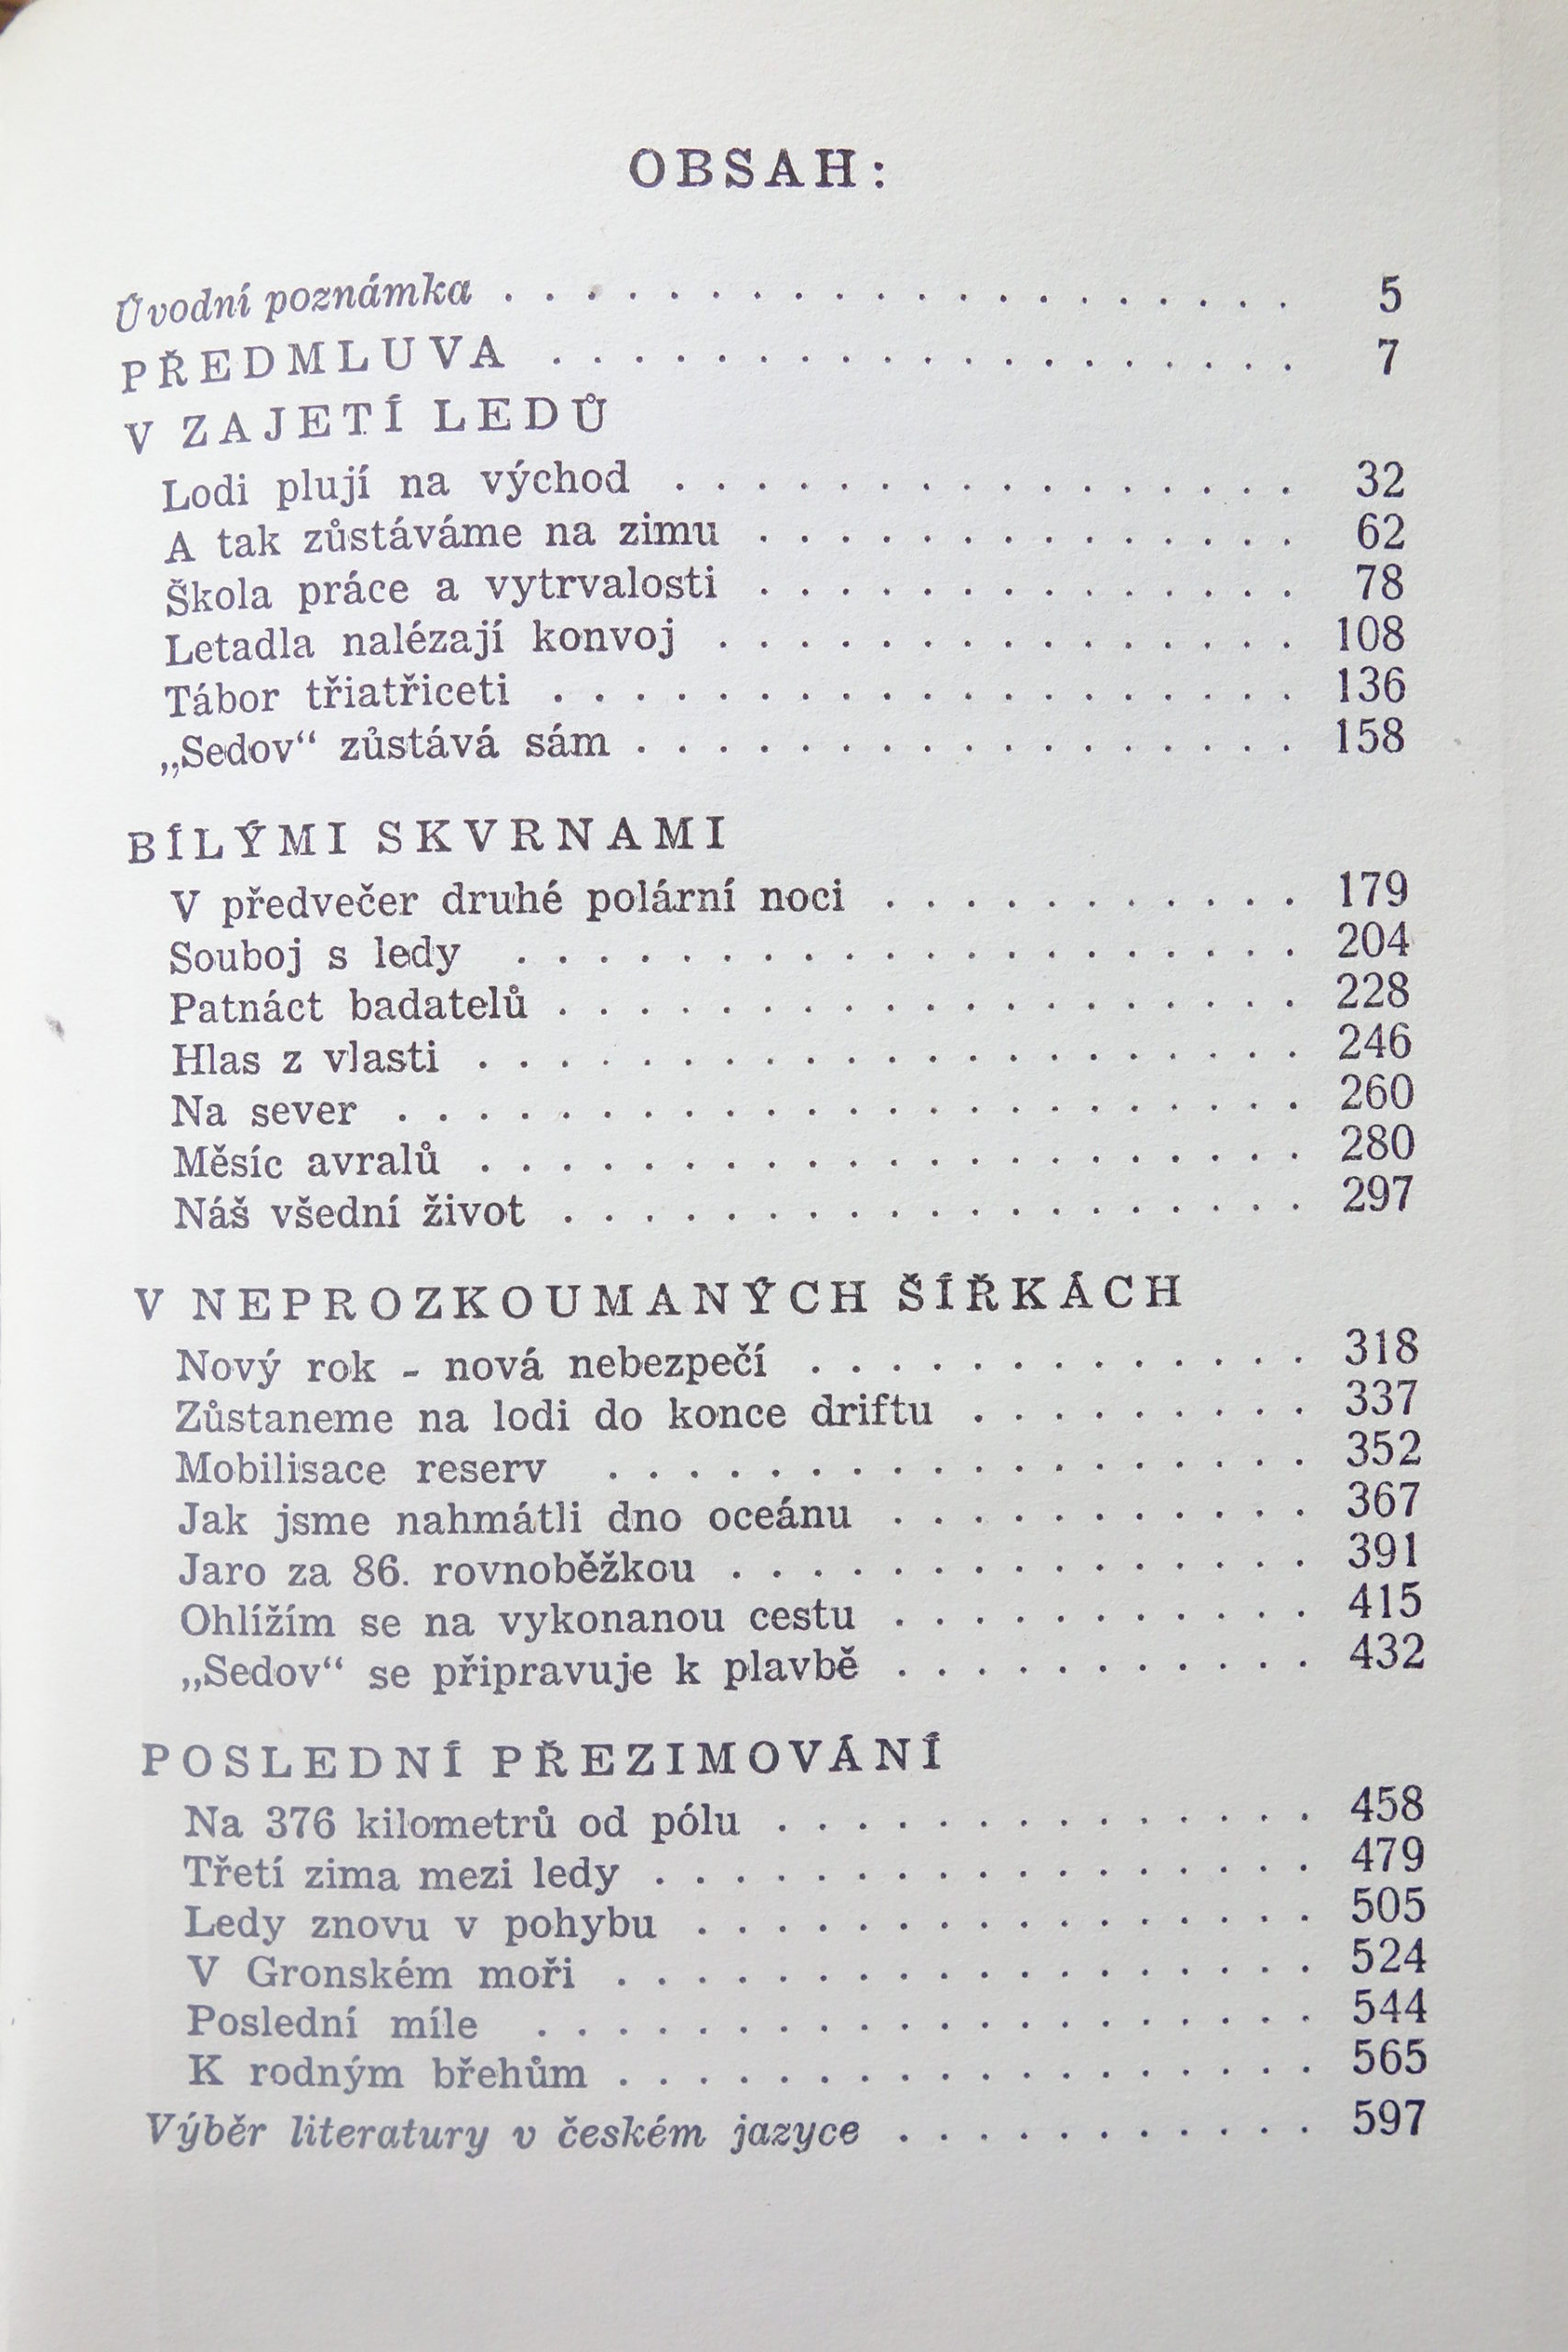 OBSAH:
Úvodní poznámka . . . . . . . . . . . . . . . . . . . . 5
PŘEDMLUVA . . . . . . . . . . . . . . . . . . . 7
V ZAJETÍ LEDŮ
Lodi plují na východ . . . . . . . . . . . . . . . . 32
A tak zůstáváme na zimu . . . . . . . . . . . . . . 62
Škola práce a vytrvalosti . . . . . . . . . . . . . . 78
Letadla nalézají konvoj . . . . . . . . . . . . . . . 108
Tábor třiatřiceti . . . . . . . . . . . . . . . . . . . 136
„Sedov“ zůstává sám . . . . . . . . . . . . . . . . . 158
BÍLÝMI SKVRNAMI
V předvečer druhé polární noci . . . . . . . . . . . 179
Souboj s ledy . . . . . . . . . . . . . . . . . . . . 204
Patnáct badatelů . . . . . . . . . . . . . . . . . . . 228
Hlas z vlasti . . . . . . . . . . . . . . . . . . . . . 246
Na sever . . . . . . . . . . . . . . . . . . . . . . . 260
Měsíc avralů . . . . . . . . . . . . . . . . . . . . . 280
Náš všední život . . . . . . . . . . . . . . . . . . . 297
V NEPROZKOUMANÝCH ŠÍŘKÁCH
Nový rok - nová nebezpečí . . . . . . . . . . . . . 318
Zůstaneme na lodi do konce driftu . . . . . . . . . 337
Mobilisace reserv . . . . . . . . . . . . . . . . . . 352
Jak jsme nahmátli dno oceánu . . . . . . . . . . . 367
Jaro za 86. rovnoběžkou . . . . . . . . . . . . . . . 391
Ohlížím se na vykonanou cestu . . . . . . . . . . . 415
„Sedov“ se připravuje k plavbě . . . . . . . . . . . 432
POSLEDNÍ PŘEZIMOVÁNÍ
Na 376 kilometrů od pólu . . . . . . . . . . . . . . 458
Třetí zima mezi ledy . . . . . . . . . . . . . . . . . 479
Ledy znovu v pohybu . . . . . . . . . . . . . . . . 505
V Gronském moři . . . . . . . . . . . . . . . . . . 524
Poslední míle . . . . . . . . . . . . . . . . . . . . 544
K rodným břehům . . . . . . . . . . . . . . . . . . 565
Výběr literatury v českém jazyce . . . . . . . . . . . 597